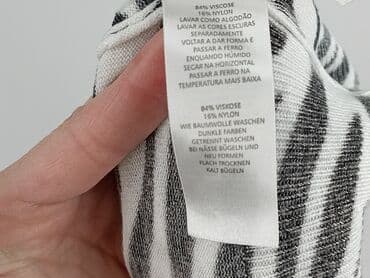 84% VISCOSE
16% NYLON
LAVAR COMO ALGODÃO
LAVAR AS CORES ESCURAS
SEPARADAMENTE
VOLTAR A DAR FORMA E
PASSAR A FERRO
ENQUANTO HÚMIDO
SEGAR NA HORIZONTAL
PASSAR A FERRO NA
TEMPERATURA MAIS BAIXA
84% VISKOSE
16% NYLON
WIE BAUMWOLLE WASCHEN
DUNKLE FARBEN
GETRENNT WASCHEN
BEI NÄSSE BÜGELN UND
NEU FORMEN
FLACH TROCKNEN
KALT BÜGELN